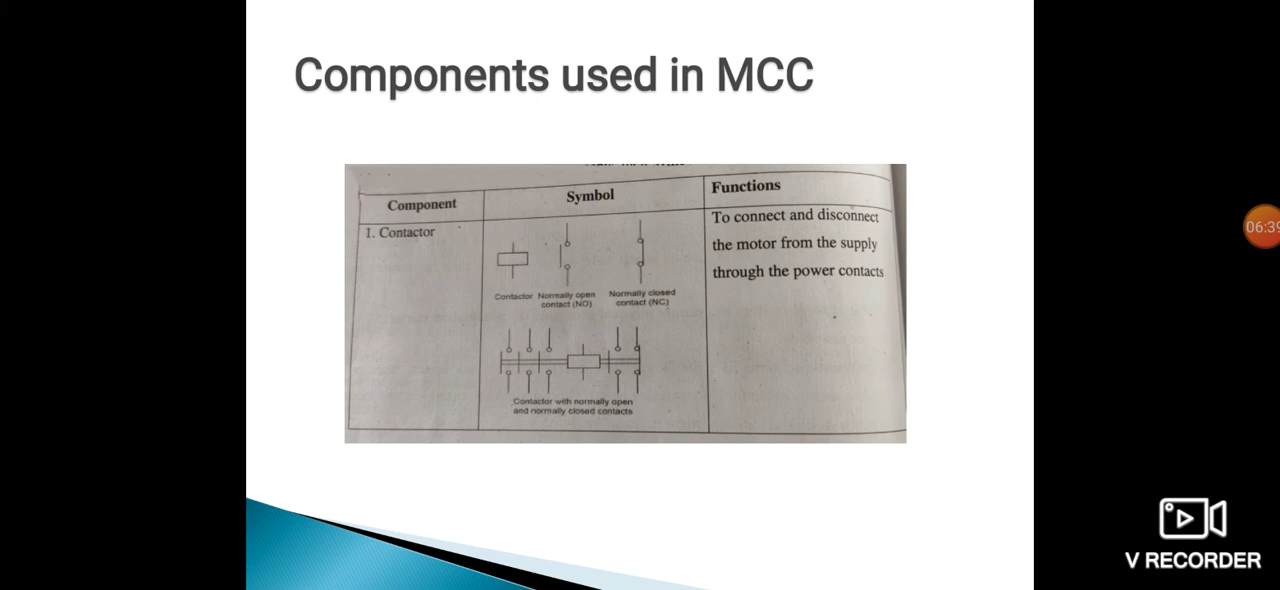 Components used in MCC
Component
Symbol
Functions
1. Contactor
Contactor
Normally open
contact (NO)
Normally closed
contact (NC)
Contactor with normally open
and normally closed contacts
To connect and disconnect
the motor from the supply
through the power contacts
06:39
V RECORDER